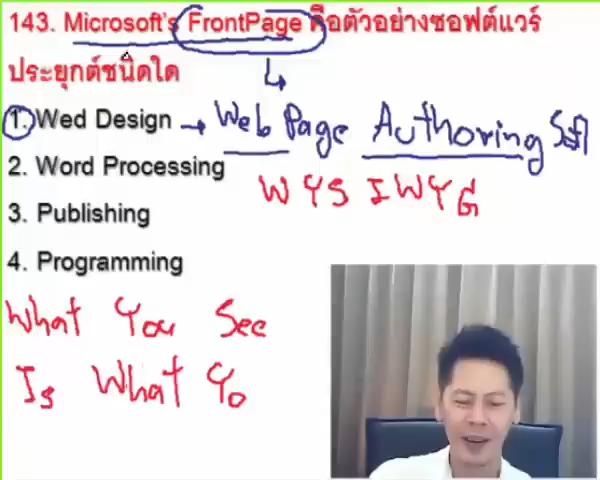 143. Microsoft's FrontPage คือตัวอย่างซอฟต์แวร์
ประยุกต์ชนิดใด
1. Wed Design → Web Page Authoring
2. Word Processing
WYSIWYG
3. Publishing
4. Programming
What You See
Is What Yo